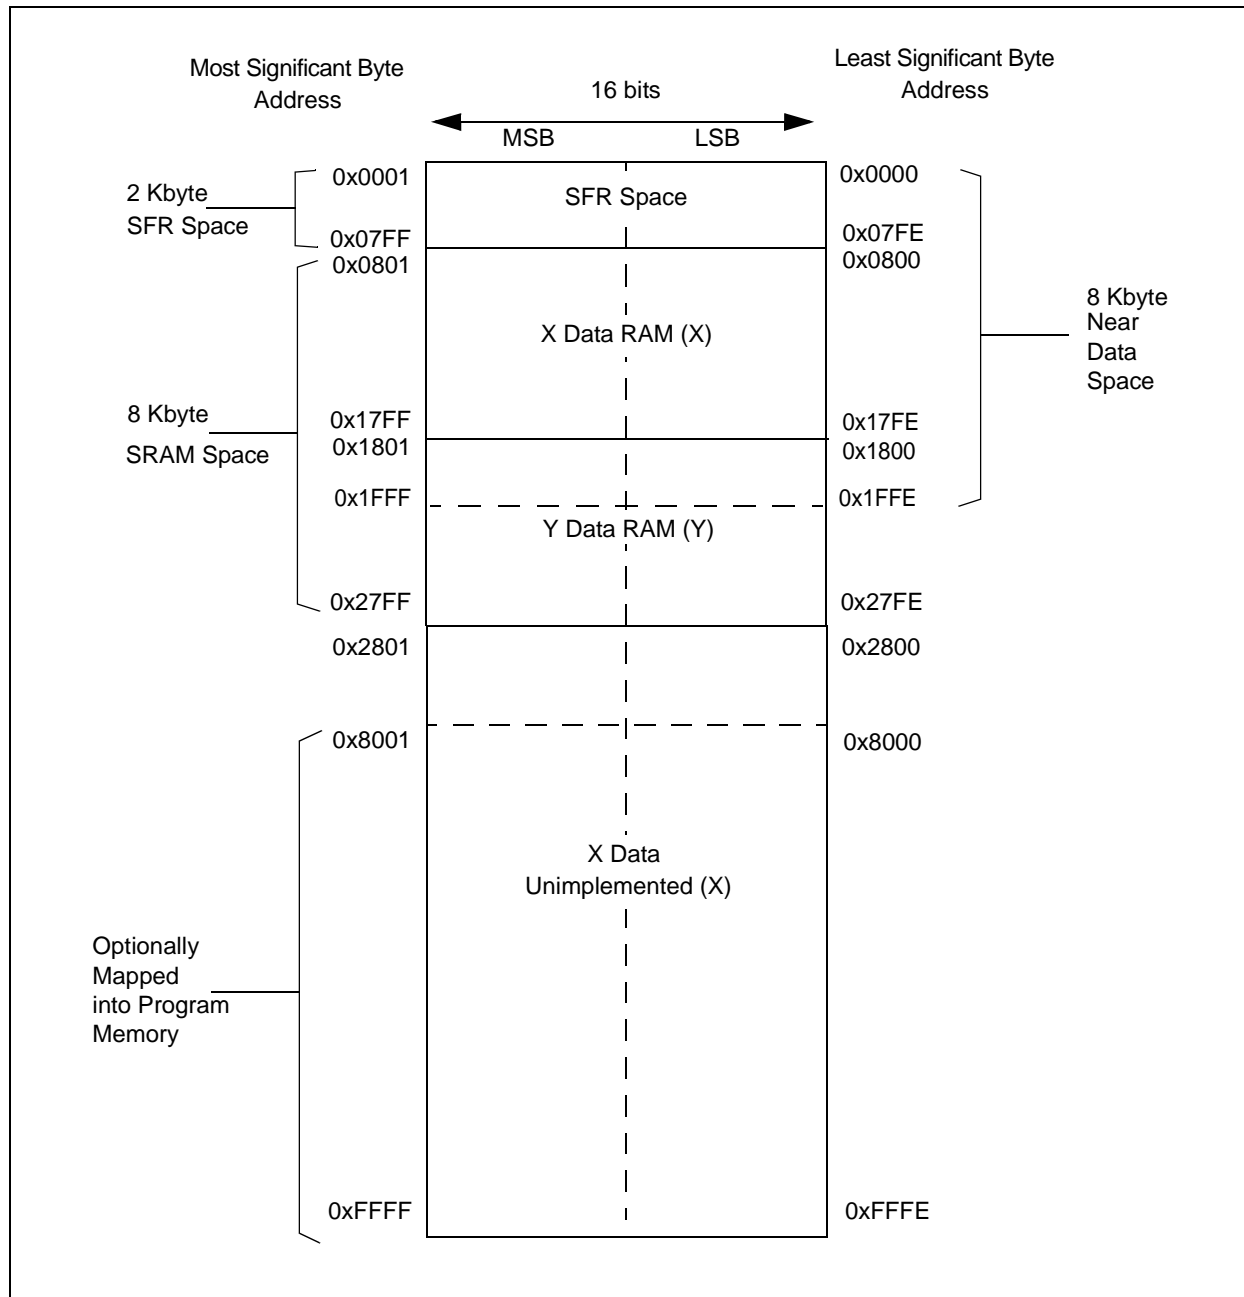 Most Significant Byte
Address
16 bits
Least Significant Byte
Address
MSB
LSB
2 Kbyte
SFR Space
0x0001
SFR Space
0x0000
0x07FF
0x07FE
0x0801
0x0800
X Data RAM (X)
8 Kbyte
Near
Data
Space
8 Kbyte
SRAM Space
0x17FF
0x17FE
0x1801
0x1800
0x1FFF
0x1FFE
Y Data RAM (Y)
0x27FF
0x27FE
0x2801
0x2800
0x8001
0x8000
X Data
Unimplemented (X)
Optionally
Mapped
into Program
Memory
0xFFFF
0xFFFE